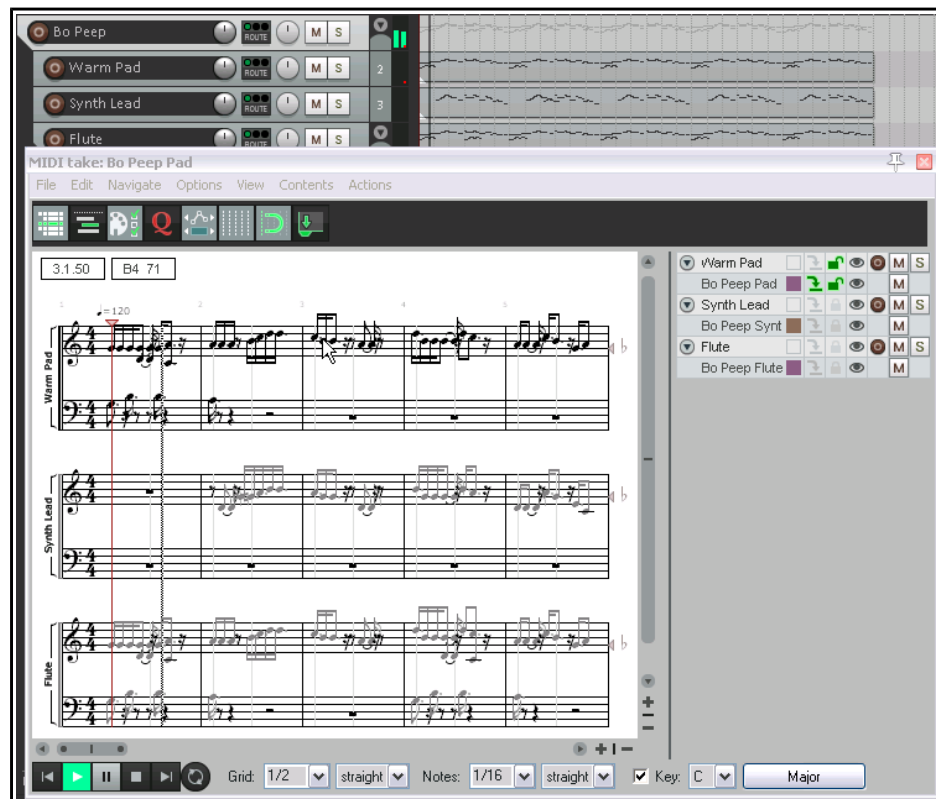 Bo Peep ROUTE M S
Warm Pad ROUTE M S 2
Synth Lead ROUTE M S 3
Flute ROUTE M S
MIDI take: Bo Peep Pad
File Edit Navigate Options View Contents Actions
Q
3.1.50 B4 71
1 2 3 4 5
=120
Warm Pad
Synth Lead
Flute
Warm Pad M S
Bo Peep Pad M
Synth Lead M S
Bo Peep Synt M
Flute M S
Bo Peep Flute M
Grid: 1/2 straight Notes: 1/16 straight Key: C Major